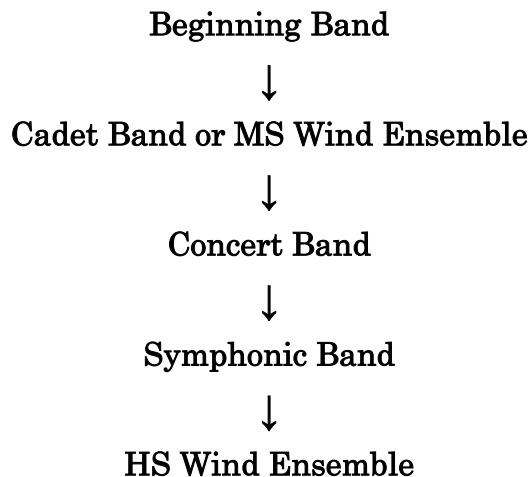 Beginning Band
↓
Cadet Band or MS Wind Ensemble
↓
Concert Band
↓
Symphonic Band
↓
HS Wind Ensemble